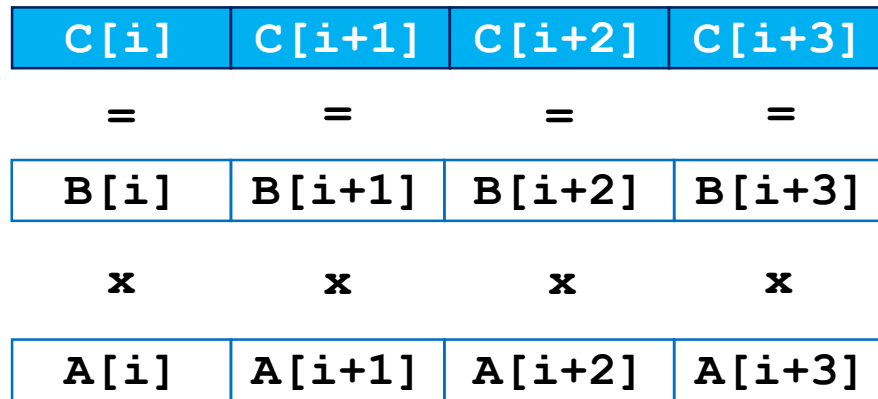 C[i] C[i+1] C[i+2] C[i+3]
= = = =
B[i] B[i+1] B[i+2] B[i+3]
x x x x
A[i] A[i+1] A[i+2] A[i+3]